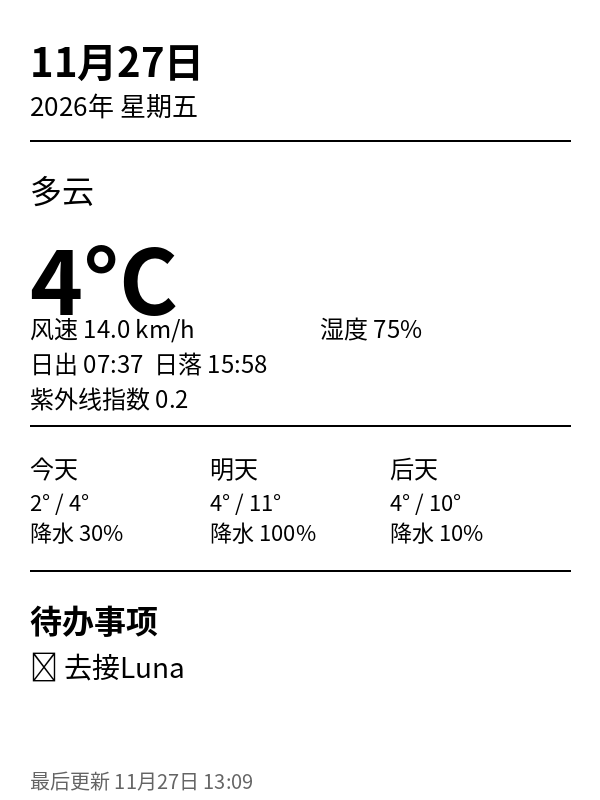 11月27日
2026年 星期五
多云
4°C
风速 14.0 km/h 湿度 75%
日出 07:37 日落 15:58
紫外线指数 0.2
今天 明天 后天
2° / 4° 4° / 11° 4° / 10°
降水 30% 降水 100% 降水 10%
待办事项
去接Luna
最后更新 11月27日 13:09